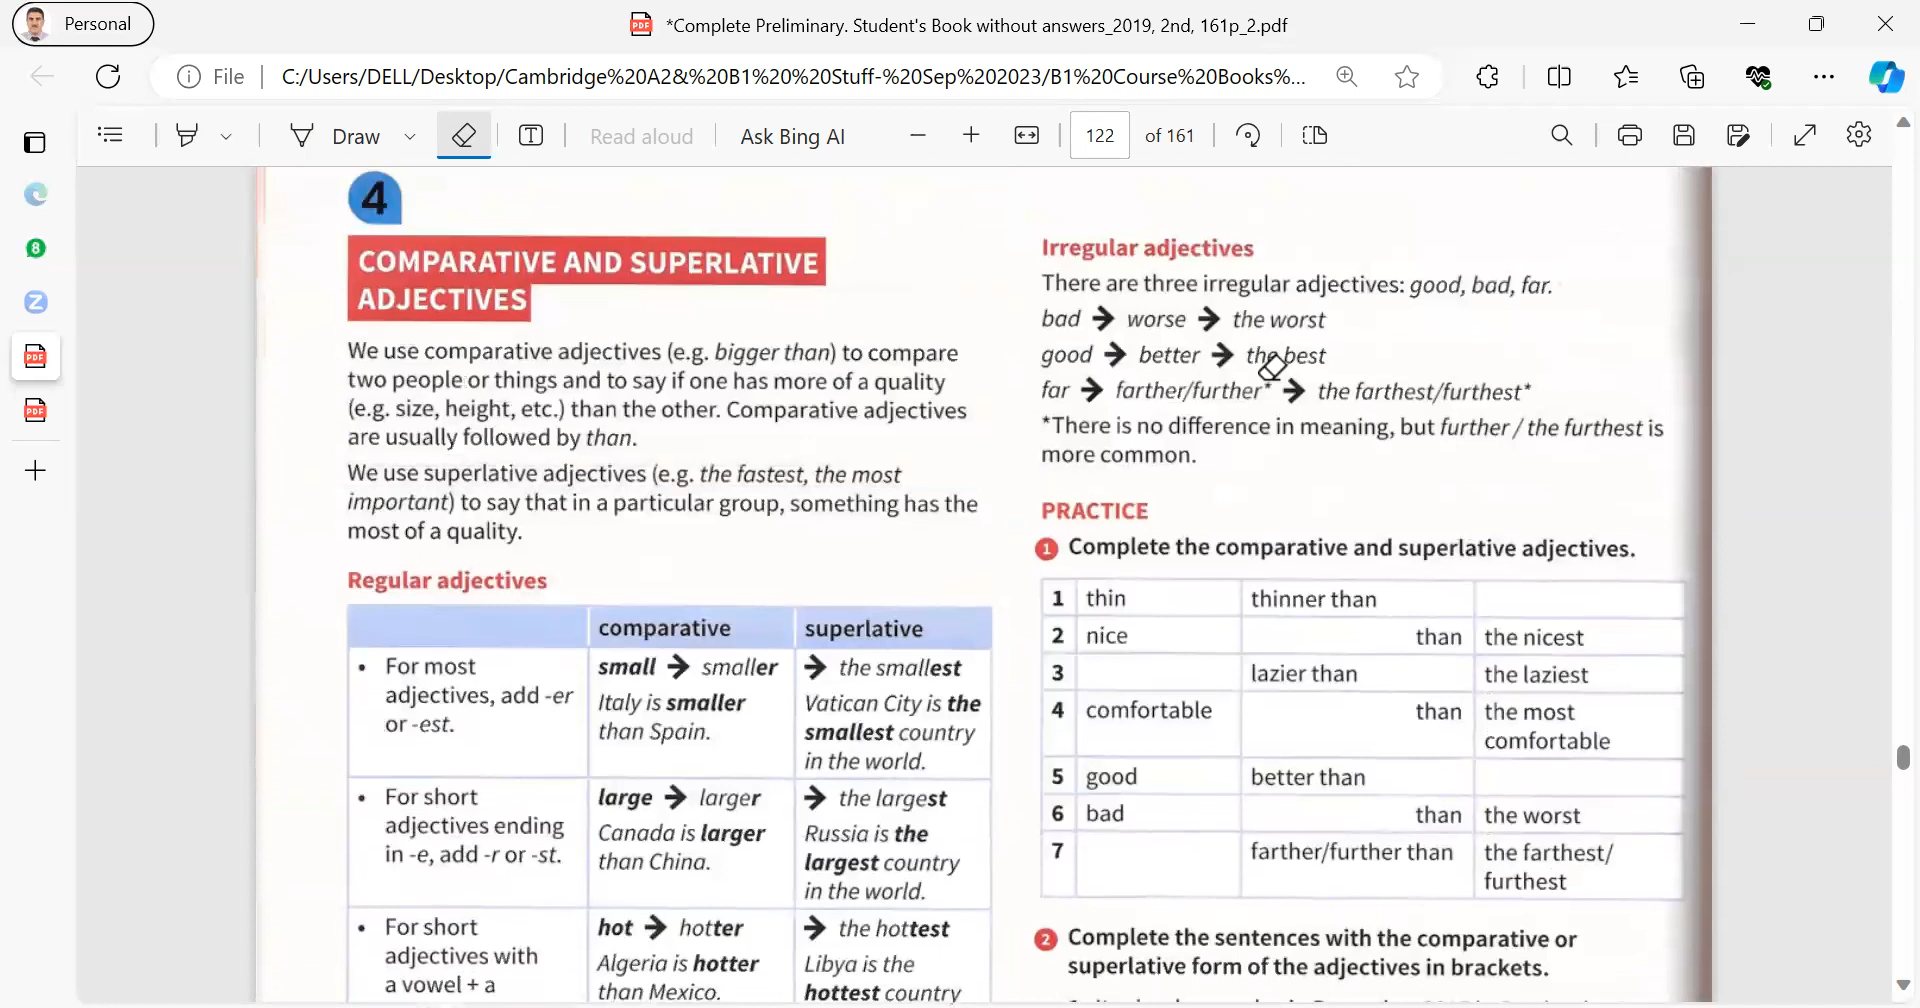 Personal
*Complete Preliminary. Student's Book without answers_2019, 2nd, 161p_2.pdf
File
C:/Users/DELL/Desktop/Cambridge%20A2&%20B1%20%20Stuff-%20Sep%202023/B1%20Course%20Books%...
Draw
Read aloud
Ask Bing AI
122 of 161
4
COMPARATIVE AND SUPERLATIVE
ADJECTIVES
We use comparative adjectives (e.g. bigger than) to compare
two people or things and to say if one has more of a quality
(e.g. size, height, etc.) than the other. Comparative adjectives
are usually followed by than.
We use superlative adjectives (e.g. the fastest, the most
important) to say that in a particular group, something has the
most of a quality.
Regular adjectives
comparative superlative
• For most
adjectives, add -er
or -est.
small → smaller
Italy is smaller
than Spain.
→ the smallest
Vatican City is the
smallest country
in the world.
• For short
adjectives ending
in -e, add -r or -st.
large → larger
Canada is larger
than China.
→ the largest
Russia is the
largest country
in the world.
• For short
adjectives with
a vowel + a
hot → hotter
Algeria is hotter
than Mexico.
→ the hottest
Libya is the
hottest country
Irregular adjectives
There are three irregular adjectives: good, bad, far.
bad → worse → the worst
good → better → the best
far → farther/further* → the farthest/furthest*
*There is no difference in meaning, but further / the furthest is
more common.
PRACTICE
1 Complete the comparative and superlative adjectives.
1 thin thinner than
2 nice than the nicest
3 lazier than the laziest
4 comfortable than the most
comfortable
5 good better than
6 bad than the worst
7 farther/further than the farthest/
furthest
2 Complete the sentences with the comparative or
superlative form of the adjectives in brackets.